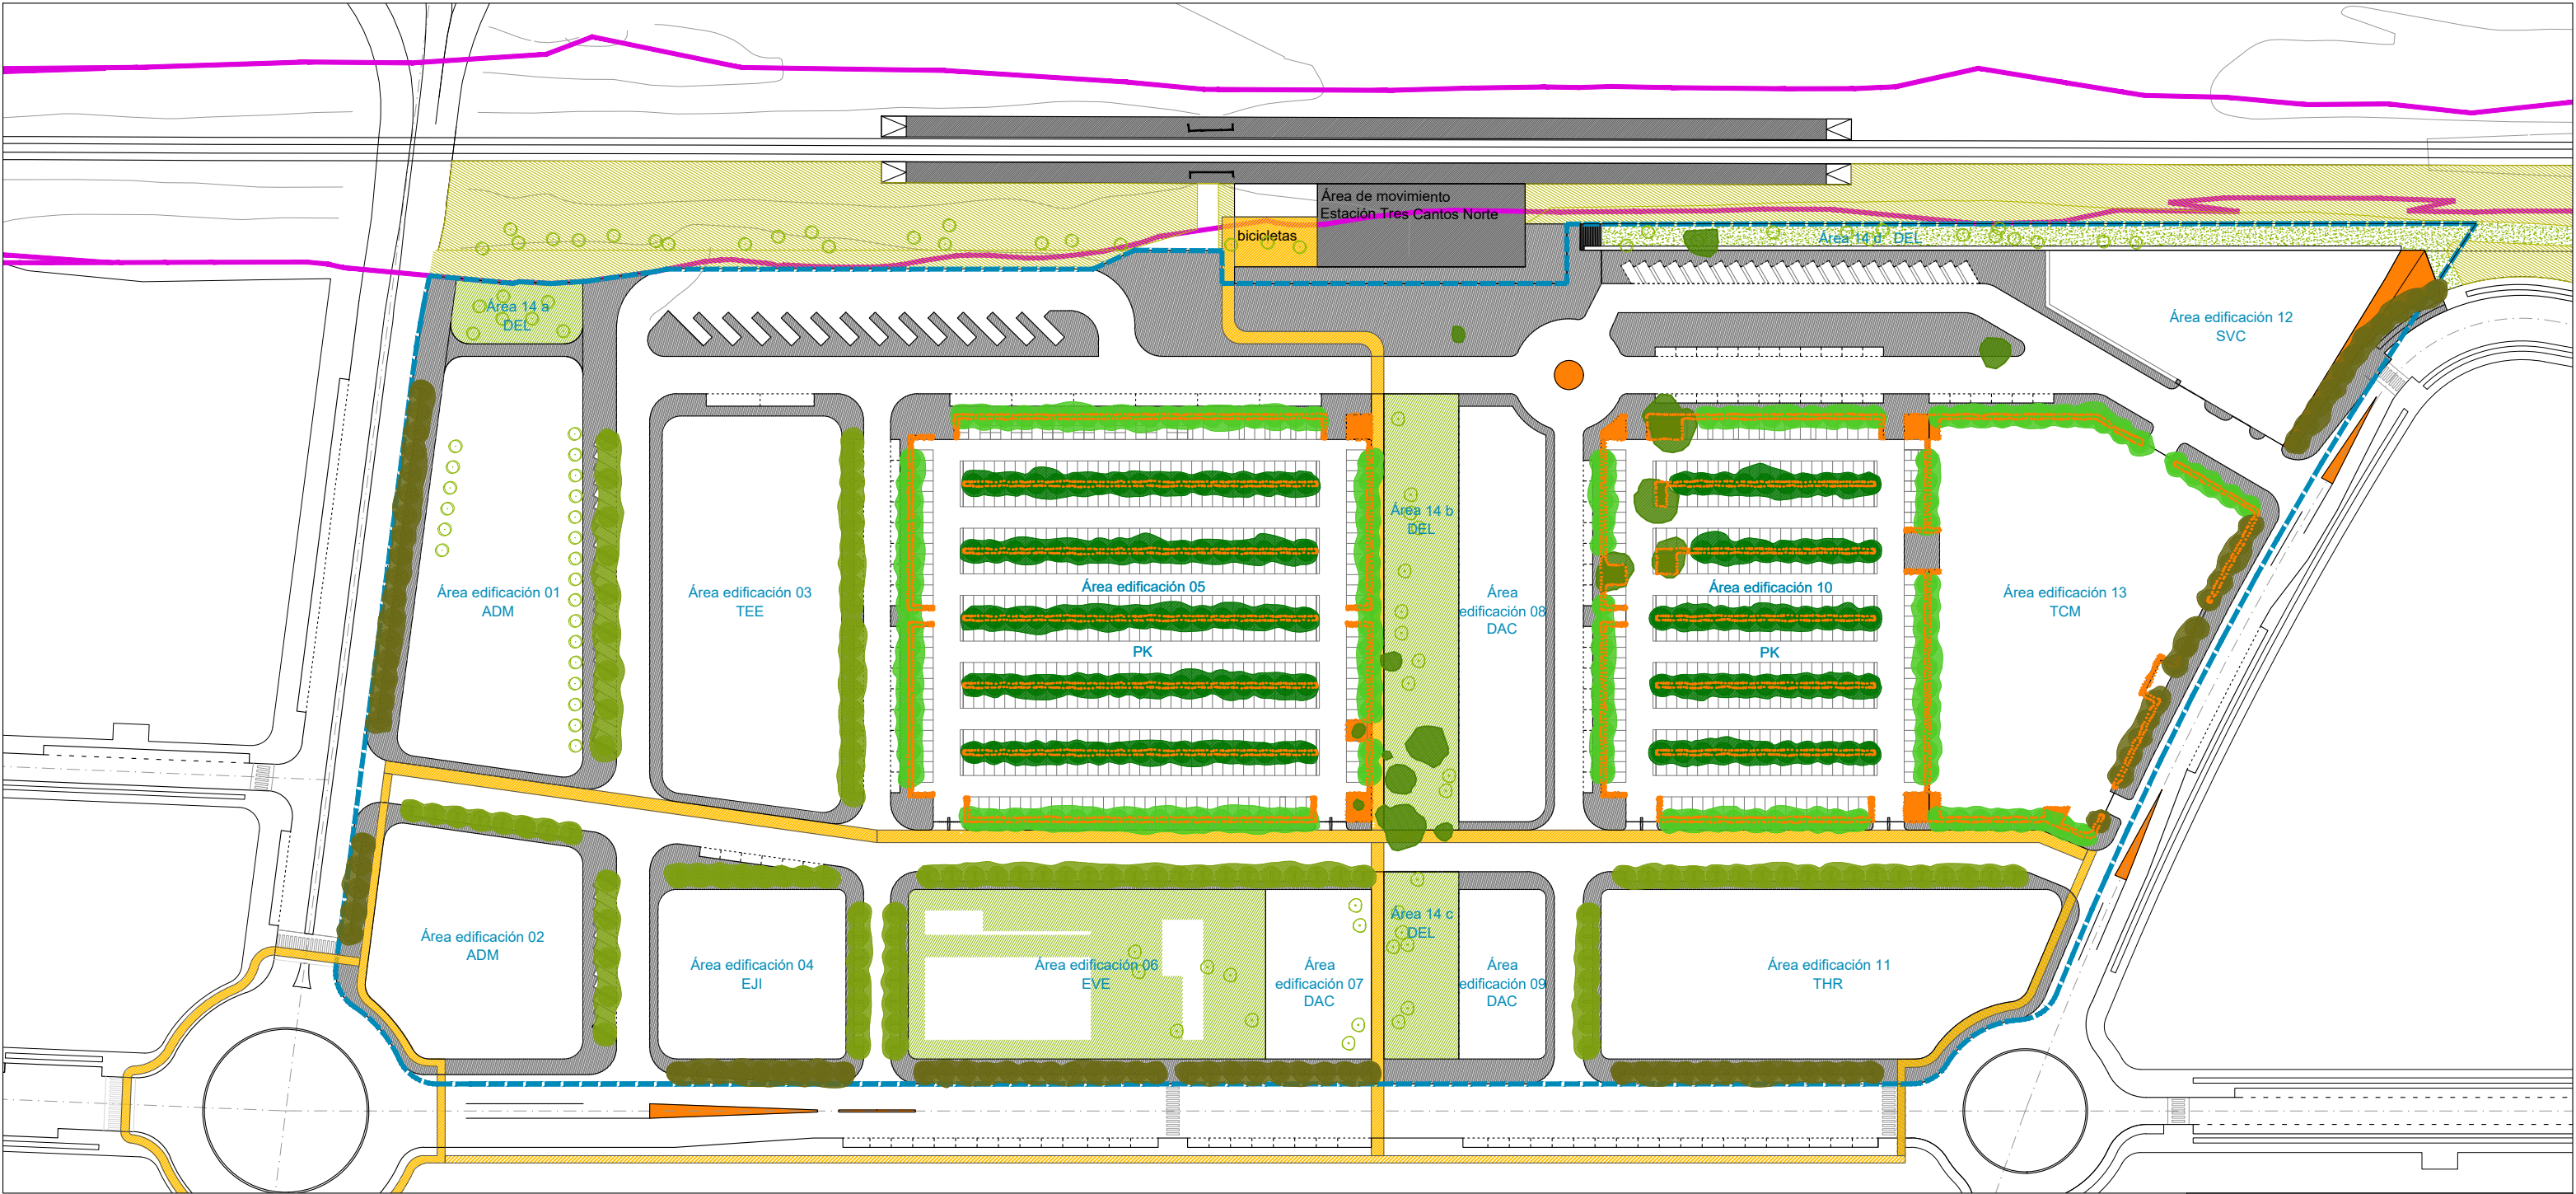 Área de movimiento
Estación Tres Cantos Norte
bicicletas
Área 14 d DEL
Área 14 a
DEL
Área edificación 12
SVC
Área 14 b
DEL
Área edificación 01
ADM
Área edificación 03
TEE
Área edificación 05
PK
Área
edificación 08
DAC
Área edificación 10
PK
Área edificación 13
TCM
Área edificación 02
ADM
Área edificación 04
EJI
Área edificación 06
EVE
Área
edificación 07
DAC
Área 14 c
DEL
Área
edificación 09
DAC
Área edificación 11
THR